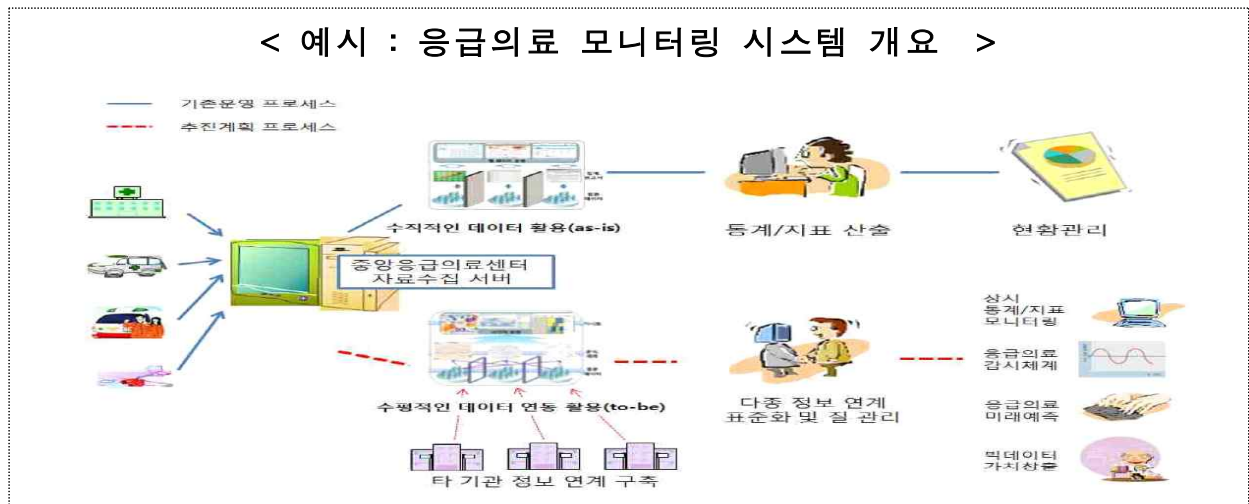 < 예시 : 응급의료 모니터링 시스템 개요 >
기존운영 프로세스
추진계획 프로세스
수직적인 데이터 활용(as-is)
통계/지표 산출
현황관리
중앙응급의료센터
자료수집 서버
상시
통계/지표
모니터링
응급의료
감시체계
수평적인 데이터 연동 활용(to-be)
다종 정보 연계
표준화 및 질 관리
응급의료
미래예측
빅데이터
가치창출
타 기관 정보 연계 구축